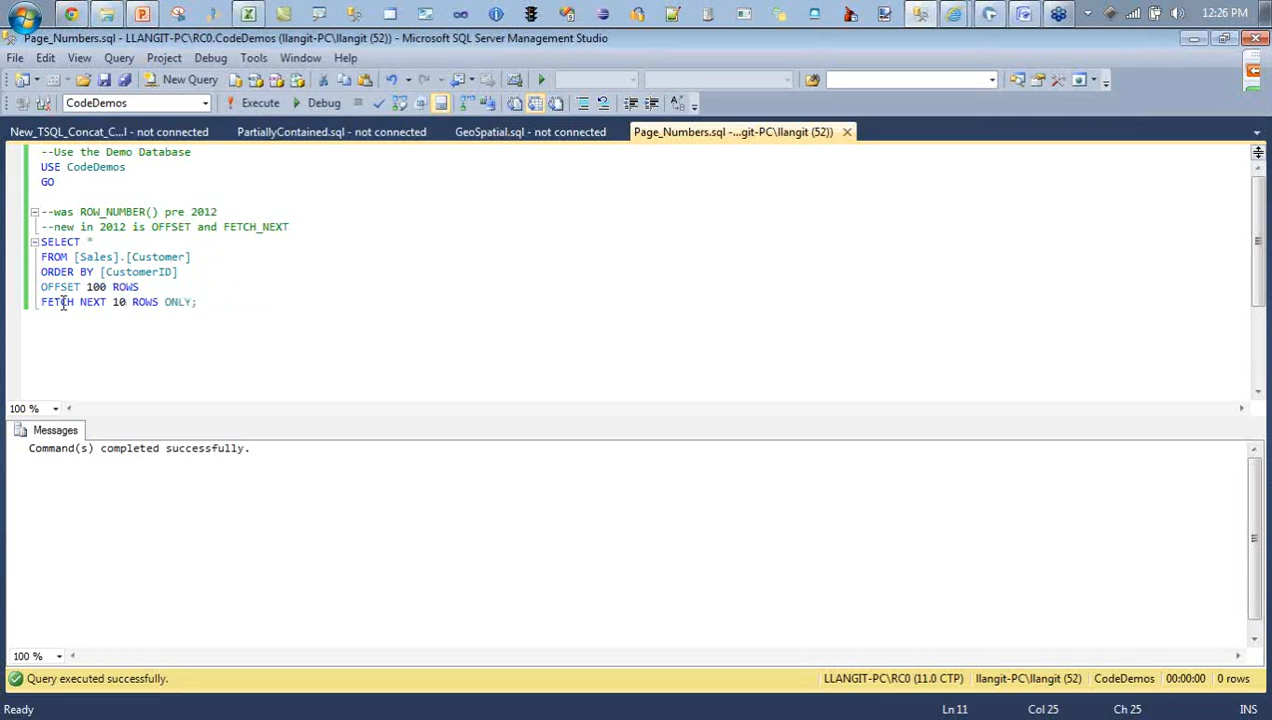 12:26 PM
Page_Numbers.sql - LLANGIT-PC\RC0.CodeDemos (llangit-PC\llangit (52)) - Microsoft SQL Server Management Studio
File Edit View Query Project Debug Tools Window Help
New Query
CodeDemos Execute Debug
New_TSQL_Concat_C...l - not connected PartiallyContained.sql - not connected GeoSpatial.sql - not connected Page_Numbers.sql -...git-PC\llangit (52))
--Use the Demo Database
USE CodeDemos
GO
--was ROW_NUMBER() pre 2012
--new in 2012 is OFFSET and FETCH_NEXT
SELECT *
FROM [Sales].[Customer]
ORDER BY [CustomerID]
OFFSET 100 ROWS
FETCH NEXT 10 ROWS ONLY;
100 %
Messages
Command(s) completed successfully.
100 %
Query executed successfully. LLANGIT-PC\RC0 (11.0 CTP) llangit-PC\llangit (52) CodeDemos 00:00:00 0 rows
Ready Ln 11 Col 25 Ch 25 INS